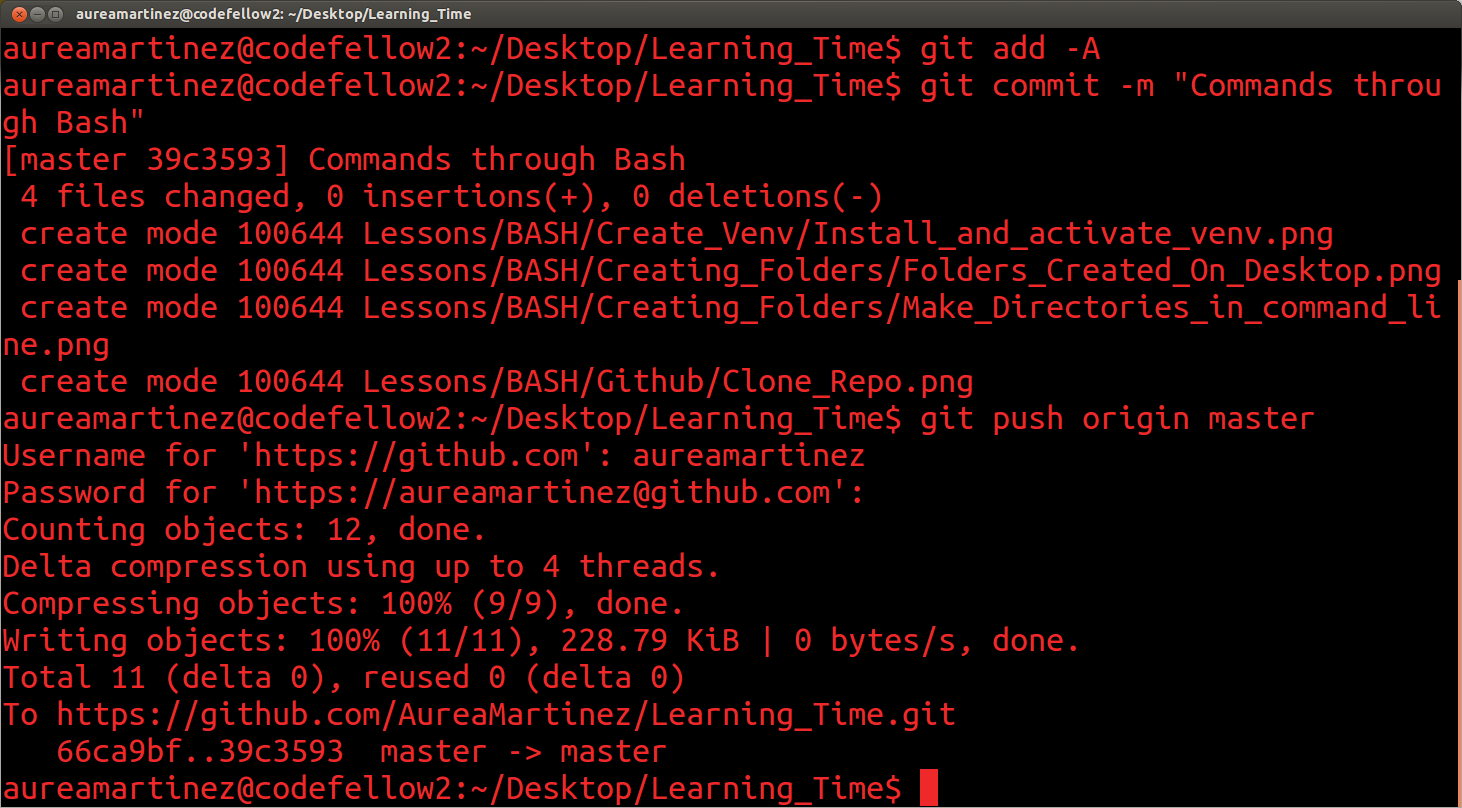 aureamartinez@codefellow2: ~/Desktop/Learning_Time
aureamartinez@codefellow2:~/Desktop/Learning_Time$ git add -A
aureamartinez@codefellow2:~/Desktop/Learning_Time$ git commit -m "Commands throu
gh Bash"
[master 39c3593] Commands through Bash
 4 files changed, 0 insertions(+), 0 deletions(-)
 create mode 100644 Lessons/BASH/Create_Venv/Install_and_activate_venv.png
 create mode 100644 Lessons/BASH/Creating_Folders/Folders_Created_On_Desktop.png
 create mode 100644 Lessons/BASH/Creating_Folders/Make_Directories_in_command_li
ne.png
 create mode 100644 Lessons/BASH/Github/Clone_Repo.png
aureamartinez@codefellow2:~/Desktop/Learning_Time$ git push origin master
Username for 'https://github.com': aureamartinez
Password for 'https://aureamartinez@github.com':
Counting objects: 12, done.
Delta compression using up to 4 threads.
Compressing objects: 100% (9/9), done.
Writing objects: 100% (11/11), 228.79 KiB | 0 bytes/s, done.
Total 11 (delta 0), reused 0 (delta 0)
To https://github.com/AureaMartinez/Learning_Time.git
   66ca9bf..39c3593  master -> master
aureamartinez@codefellow2:~/Desktop/Learning_Time$